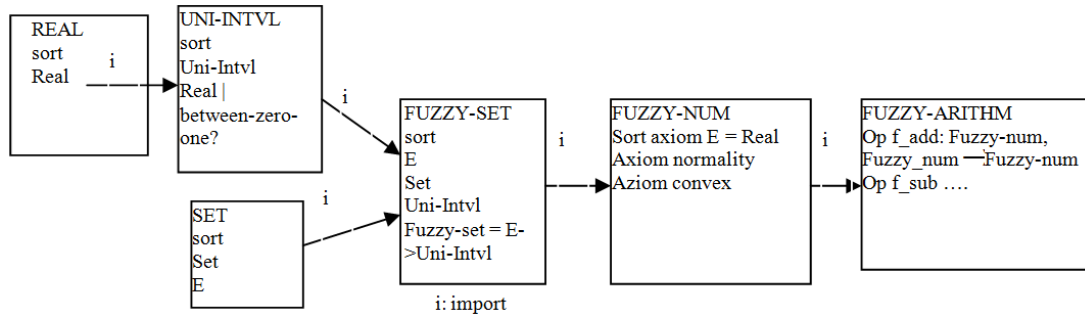 REAL
sort
Real
i
UNI-INTVL
sort
Uni-Intvl
Real |
between-zero-
one?
i
SET
sort
Set
E
i
FUZZY-SET
sort
E
Set
Uni-Intvl
Fuzzy-set = E-
>Uni-Intvl
i
FUZZY-NUM
Sort axiom E = Real
Axiom normality
Aziom convex
i
FUZZY-ARITHM
Op f_add: Fuzzy-num,
Fuzzy_num Fuzzy-num
Op f_sub ....
i: import